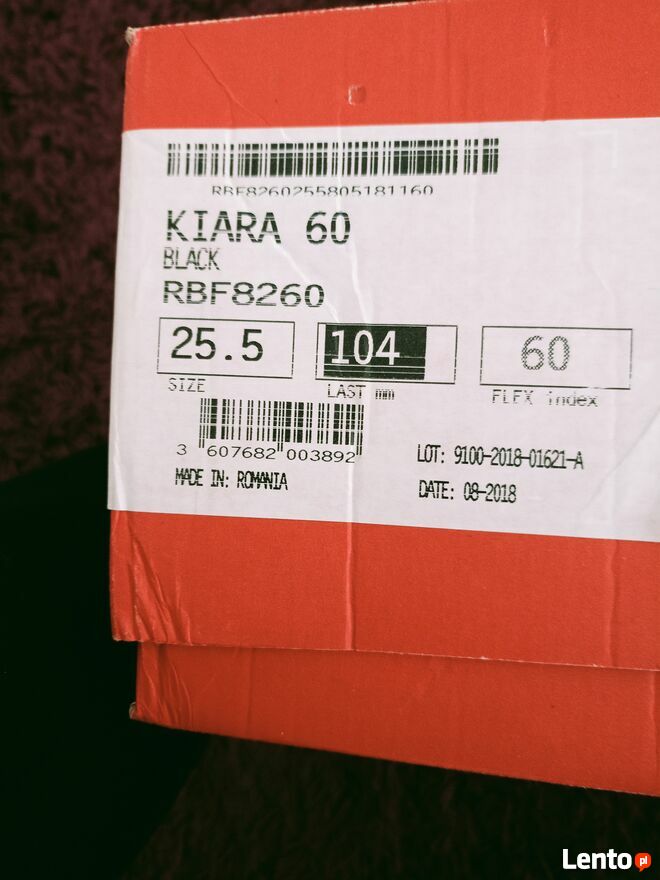 RBF8260255805181160
KIARA 60
BLACK
RBF8260
25.5 104 60
SIZE LAST mm FLEX index
3 607682 003892
MADE IN: ROMANIA
LOT: 9100-2018-01621-A
DATE: 08-2018
Lento pl